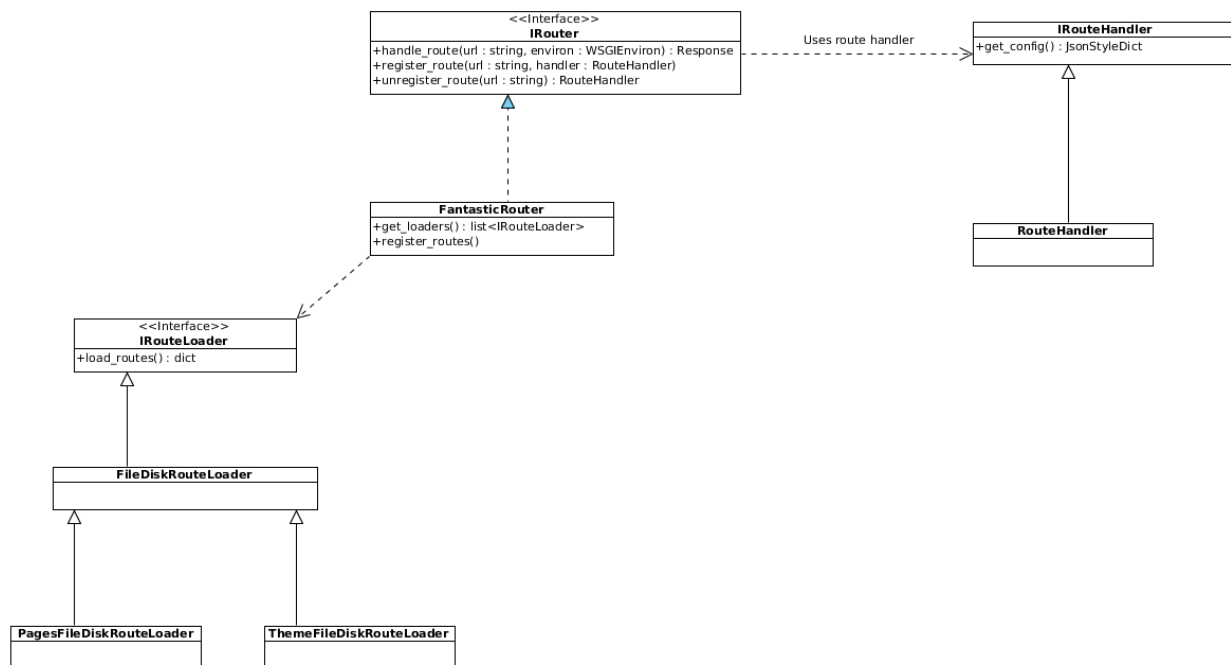 <<Interface>>
IRouter
+handle_route(url : string, environ : WSGIEnviron) : Response
+register_route(url : string, handler : RouteHandler)
+unregister_route(url : string) : RouteHandler
Uses route handler
IRouteHandler
+get_config() : JsonStyleDict
FantasticRouter
+get_loaders() : list<IRouteLoader>
+register_routes()
RouteHandler
<<Interface>>
IRouteLoader
+load_routes() : dict
FileDiskRouteLoader
PagesFileDiskRouteLoader
ThemeFileDiskRouteLoader